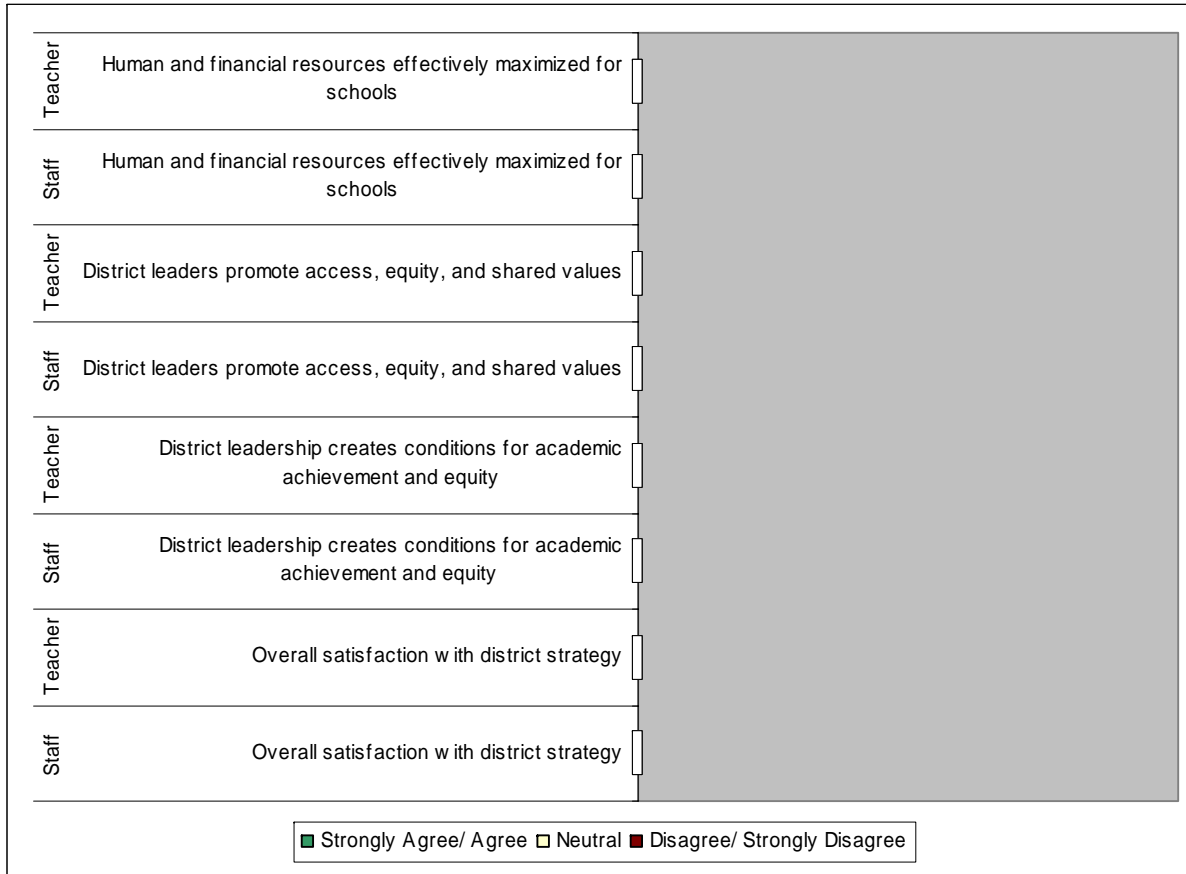 Teacher
Human and financial resources effectively maximized for
schools
Staff
Human and financial resources effectively maximized for
schools
Teacher
District leaders promote access, equity, and shared values
Staff
District leaders promote access, equity, and shared values
Teacher
District leadership creates conditions for academic
achievement and equity
Staff
District leadership creates conditions for academic
achievement and equity
Teacher
Overall satisfaction with district strategy
Staff
Overall satisfaction with district strategy
Strongly Agree/ Agree Neutral Disagree/ Strongly Disagree